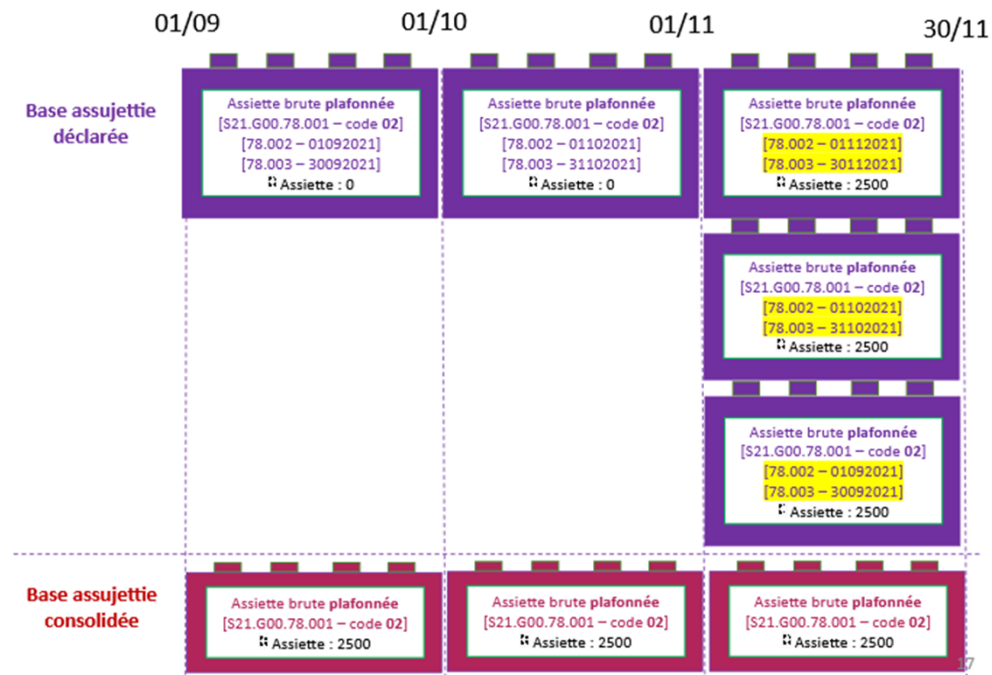 01/09
01/10
01/11
30/11
Base assujettie
déclarée
Assiette brute plafonnée
[S21.G00.78.001 – code 02]
[78.002 – 01092021]
[78.003 – 30092021]
Assiette : 0
Assiette brute plafonnée
[S21.G00.78.001 – code 02]
[78.002 – 01102021]
[78.003 – 31102021]
Assiette : 0
Assiette brute plafonnée
[S21.G00.78.001 – code 02]
[78.002 – 01112021]
[78.003 – 30112021]
Assiette : 2500
Assiette brute plafonnée
[S21.G00.78.001 – code 02]
[78.002 – 01102021]
[78.003 – 31102021]
Assiette : 2500
Assiette brute plafonnée
[S21.G00.78.001 – code 02]
[78.002 – 01092021]
[78.003 – 30092021]
Assiette : 2500
Base assujettie
consolidée
Assiette brute plafonnée
[S21.G00.78.001 – code 02]
Assiette : 2500
Assiette brute plafonnée
[S21.G00.78.001 – code 02]
Assiette : 2500
Assiette brute plafonnée
[S21.G00.78.001 – code 02]
Assiette : 2500
17